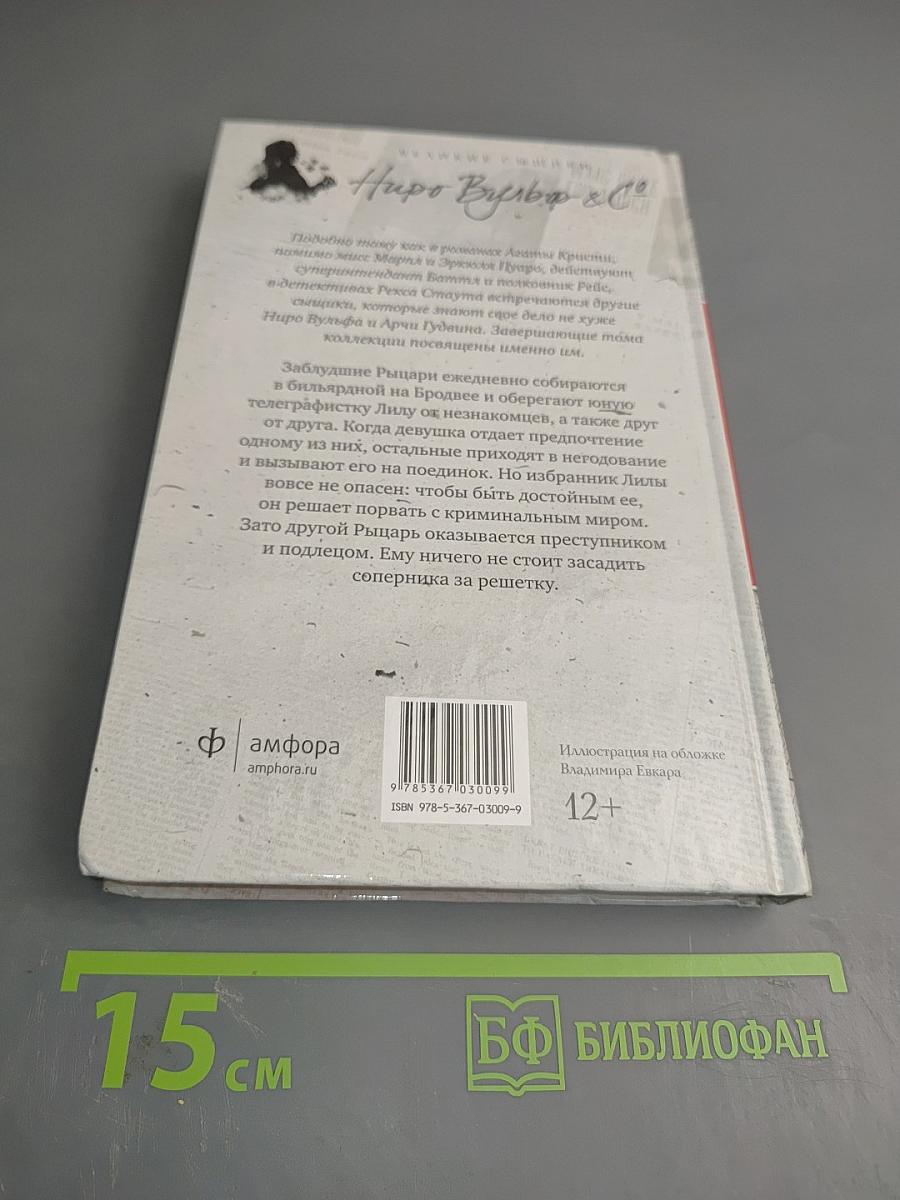 Ниро Вульф & Cº
Подобно тому как в романах Агаты Кристи,
помимо мисс Марпл и Эркюля Пуаро, действуют
суперинтендант Баттл и полковник Рейс,
в детективах Рекса Стаута встречаются другие
сыщики, которые знают свое дело не хуже
Ниро Вульфа и Арчи Гудвина. Завершающие тома
коллекции посвящены именно им.
Заблудшие Рыцари ежедневно собираются
в бильярдной на Бродвее и оберегают юную
телеграфистку Лилу от незнакомцев, а также друг
от друга. Когда девушка отдает предпочтение
одному из них, остальные приходят в негодование
и вызывают его на поединок. Но избранник Лилы
вовсе не опасен: чтобы быть достойным ее,
он решает порвать с криминальным миром.
Зато другой Рыцарь оказывается преступником
и подлецом. Ему ничего не стоит засадить
соперника за решетку.
ф
амфора
amphora.ru
9 785367 030099
ISBN 978-5-367-03009-9
Иллюстрация на обложке
Владимира Евкара
12+
15 см
БФ БИБЛИОФАН